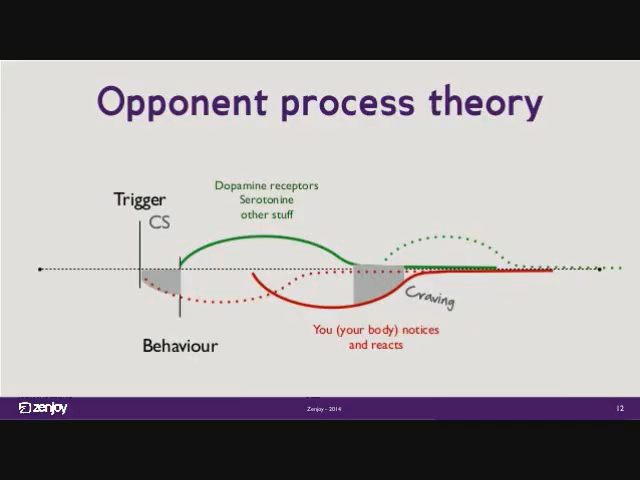 Opponent process theory
Dopamine receptors
Serotonine
other stuff
Trigger
CS
Craving
You (your body) notices
and reacts
Behaviour
zenjoy
Zenjoy - 2014
12